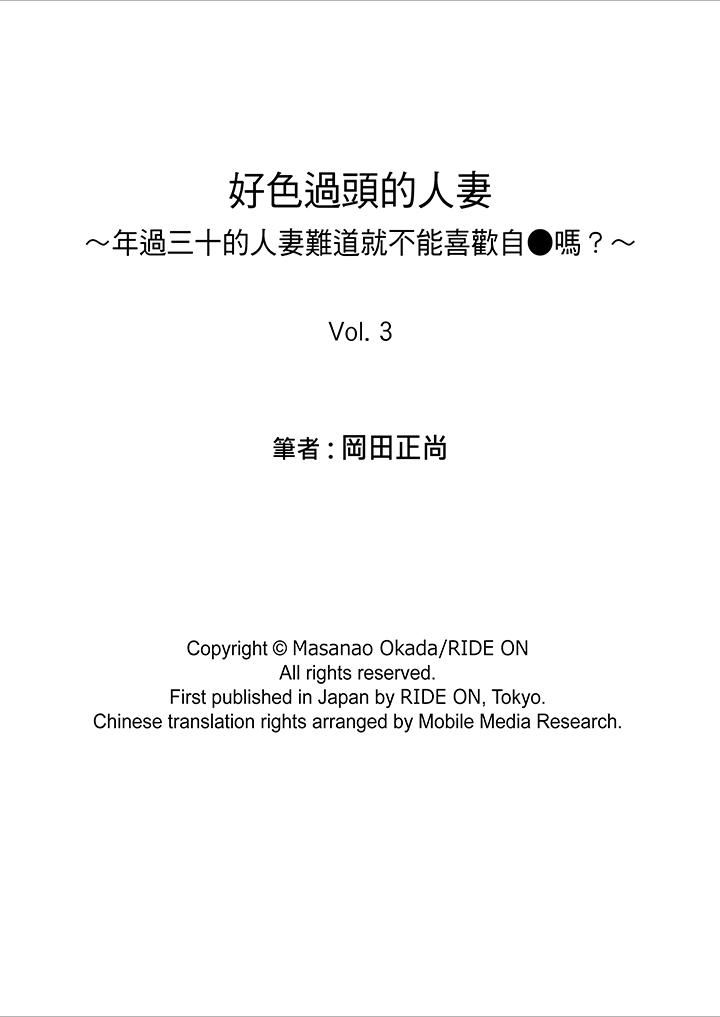 好色過頭的人妻
～年過三十的人妻難道就不能喜歡自●嗎？～
Vol. 3
筆者 : 岡田正尚
Copyright © Masanao Okada/RIDE ON
All rights reserved.
First published in Japan by RIDE ON, Tokyo.
Chinese translation rights arranged by Mobile Media Research.